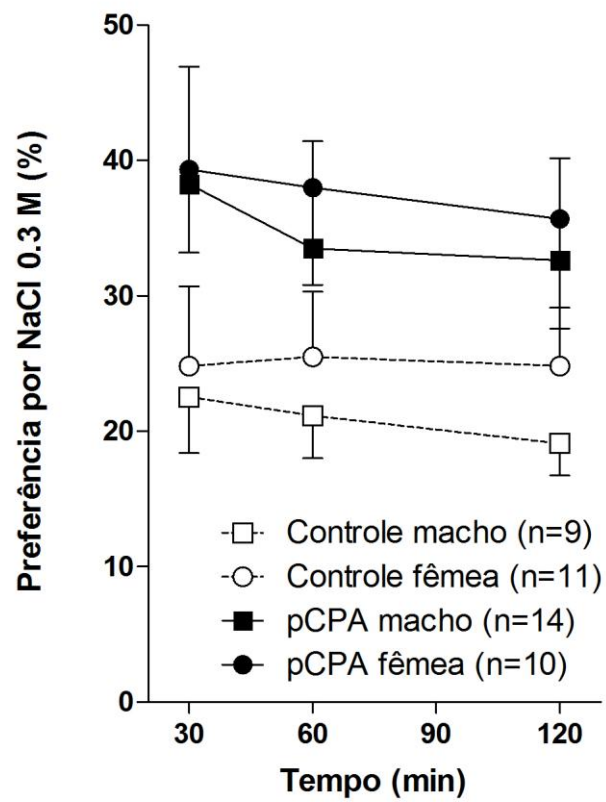 Preferência por NaCl 0.3 M (%)
50
40
30
20
10
0
Controle macho (n=9)
Controle fêmea (n=11)
pCPA macho (n=14)
pCPA fêmea (n=10)
30 60 90 120
Tempo (min)